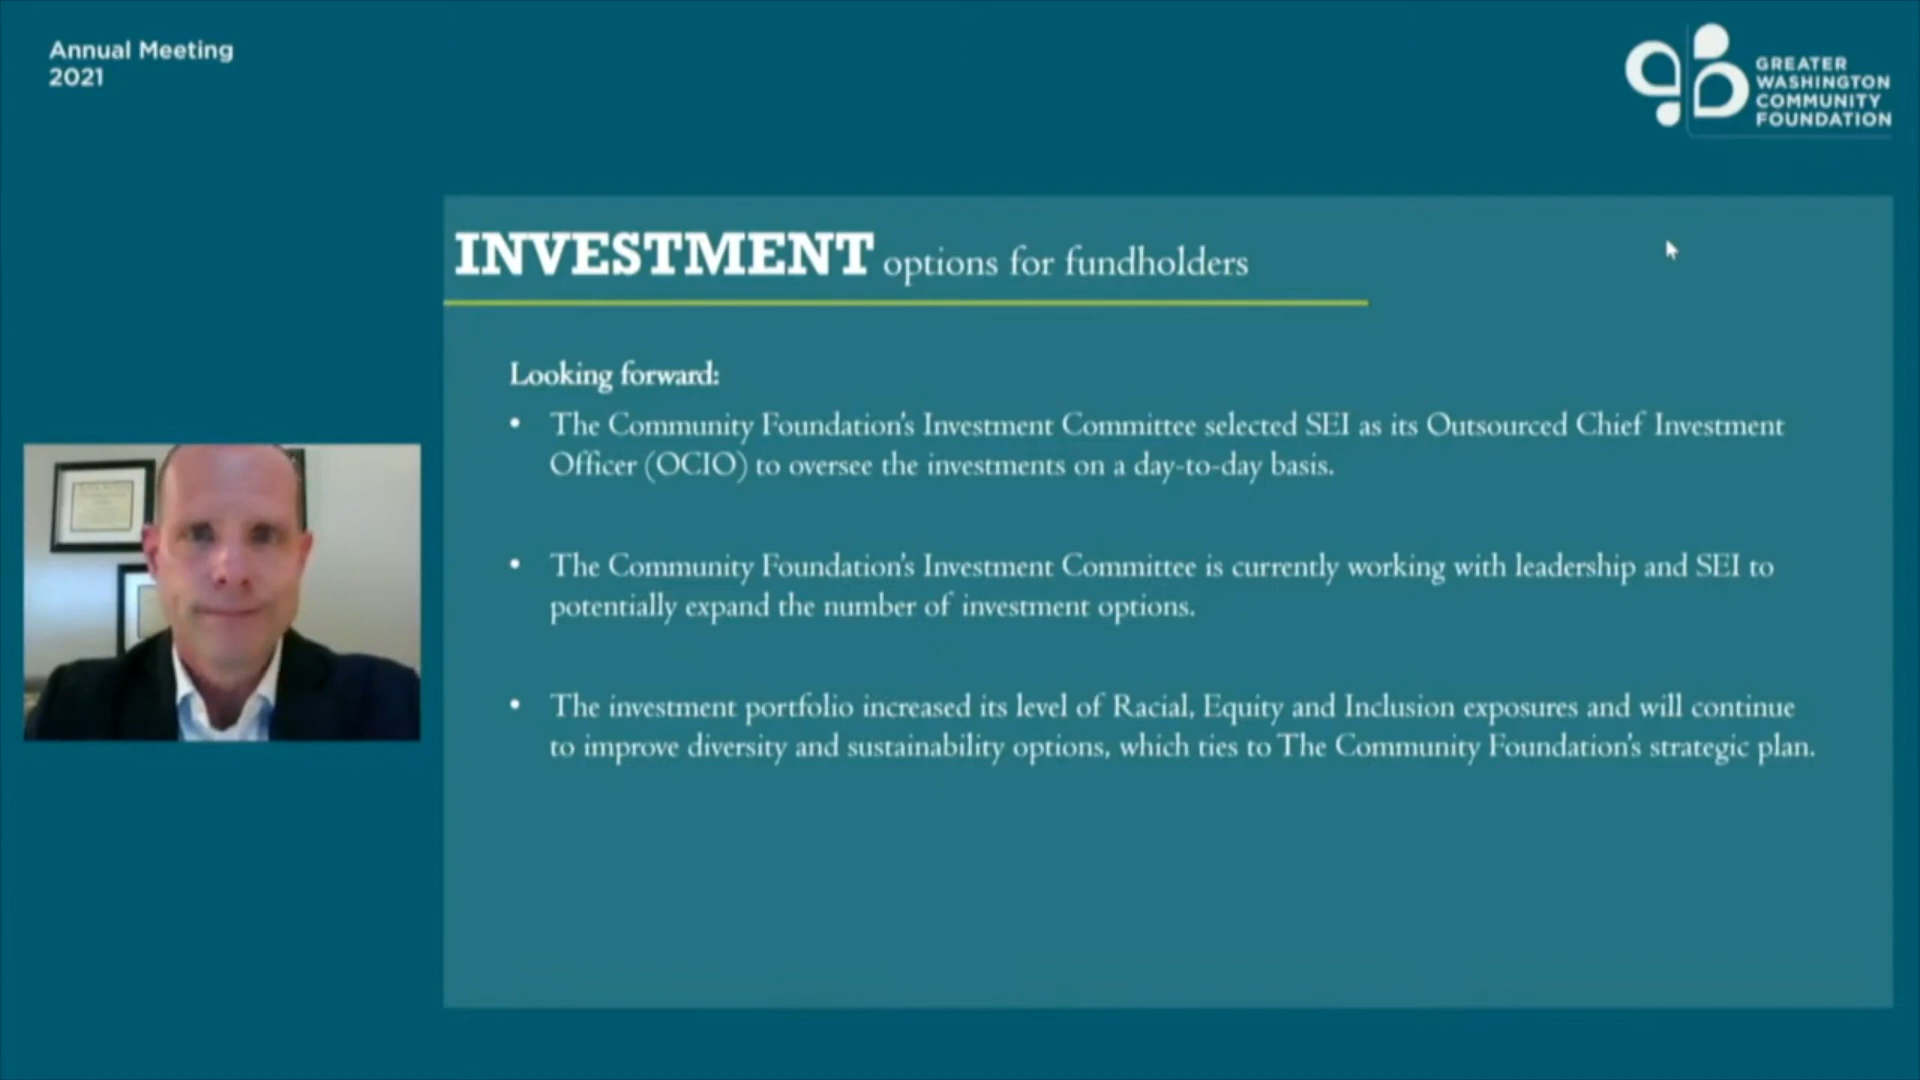 Annual Meeting
2021
GREATER
WASHINGTON
COMMUNITY
FOUNDATION
INVESTMENT options for fundholders
Looking forward:
• The Community Foundation's Investment Committee selected SEI as its Outsourced Chief Investment
Officer (OCIO) to oversee the investments on a day-to-day basis.
• The Community Foundation's Investment Committee is currently working with leadership and SEI to
potentially expand the number of investment options.
• The investment portfolio increased its level of Racial, Equity and Inclusion exposures and will continue
to improve diversity and sustainability options, which ties to The Community Foundation's strategic plan.